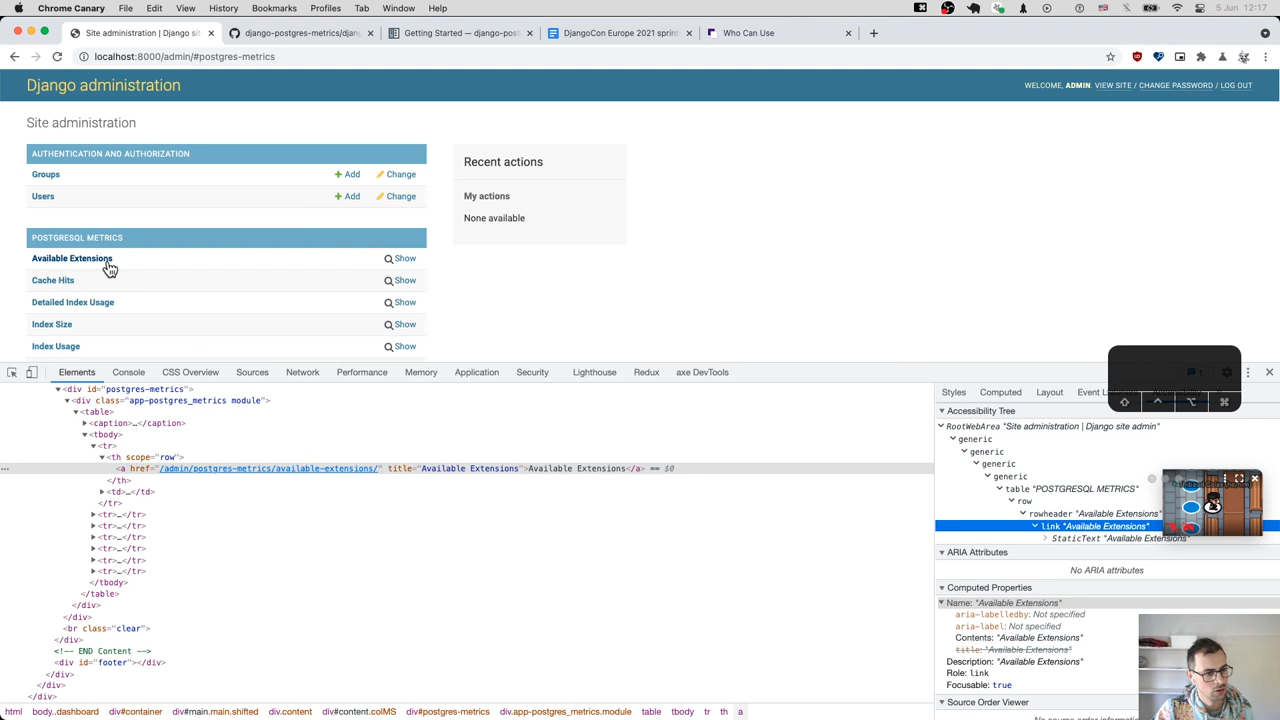 Chrome Canary File Edit View History Bookmarks Profiles Tab Window Help 5 Jun 12:17
Site administration | Django sit django-postgres-metrics/djang Getting Started — django-post DjangoCon Europe 2021 sprint Who Can Use
localhost:8000/admin/#postgres-metrics
Django administration
WELCOME, ADMIN. VIEW SITE / CHANGE PASSWORD / LOG OUT
Site administration
AUTHENTICATION AND AUTHORIZATION
Groups Add Change
Users Add Change
Recent actions
My actions
None available
POSTGRESQL METRICS
Available Extensions Show
Cache Hits Show
Detailed Index Usage Show
Index Size Show
Index Usage Show
Elements Console CSS Overview Sources Network Performance Memory Application Security Lighthouse Redux axe DevTools 1
▼<div id="postgres-metrics">
▼<div class="app-postgres_metrics module">
▼<table>
▶<caption>…</caption>
▼<tbody>
▼<tr>
▼<th scope="row">
<a href="/admin/postgres-metrics/available-extensions/" title="Available Extensions">Available Extensions</a> == $0
</th>
▶<td>…</td>
</tr>
▶<tr>…</tr>
▶<tr>…</tr>
▶<tr>…</tr>
▶<tr>…</tr>
▶<tr>…</tr>
▶<tr>…</tr>
</tbody>
</table>
</div>
</div>
<br class="clear">
</div>
<!-- END Content -->
<div id="footer"></div>
</div>
</div>
</div>
html body..dashboard div#container div#main.main.shifted div.content div#content.colMS div#postgres-metrics div.app-postgres_metrics.module table tbody tr th a
Styles Computed Layout Event
Accessibility Tree
RootWebArea "Site administration | Django site admin"
generic
generic
generic
generic
table "POSTGRESQL METRICS"
row
rowheader "Available Extensions"
link "Available Extensions"
StaticText "Available Extensions"
ARIA Attributes
No ARIA attributes
Computed Properties
Name: "Available Extensions"
aria-labelledby: Not specified
aria-label: Not specified
Contents: "Available Extensions"
title: "Available Extensions"
Description: "Available Extensions"
Role: link
Focusable: true
Source Order Viewer